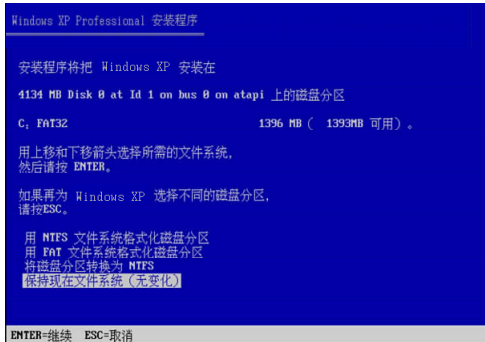 Windows XP Professional 安装程序
安装程序将把 Windows XP 安装在
4134 MB Disk 0 at Id 1 on bus 0 on atapi 上的磁盘分区
C: FAT32 1396 MB ( 1393MB 可用) 。
用上移和下移箭头选择所需的文件系统,
然后请按 ENTER。
如果再为 Windows XP 选择不同的磁盘分区,
请按ESC。
用 NTFS 文件系统格式化磁盘分区
用 FAT 文件系统格式化磁盘分区
将磁盘分区转换为 NTFS
保持现在文件系统(无变化)
ENTER=继续 ESC=取消